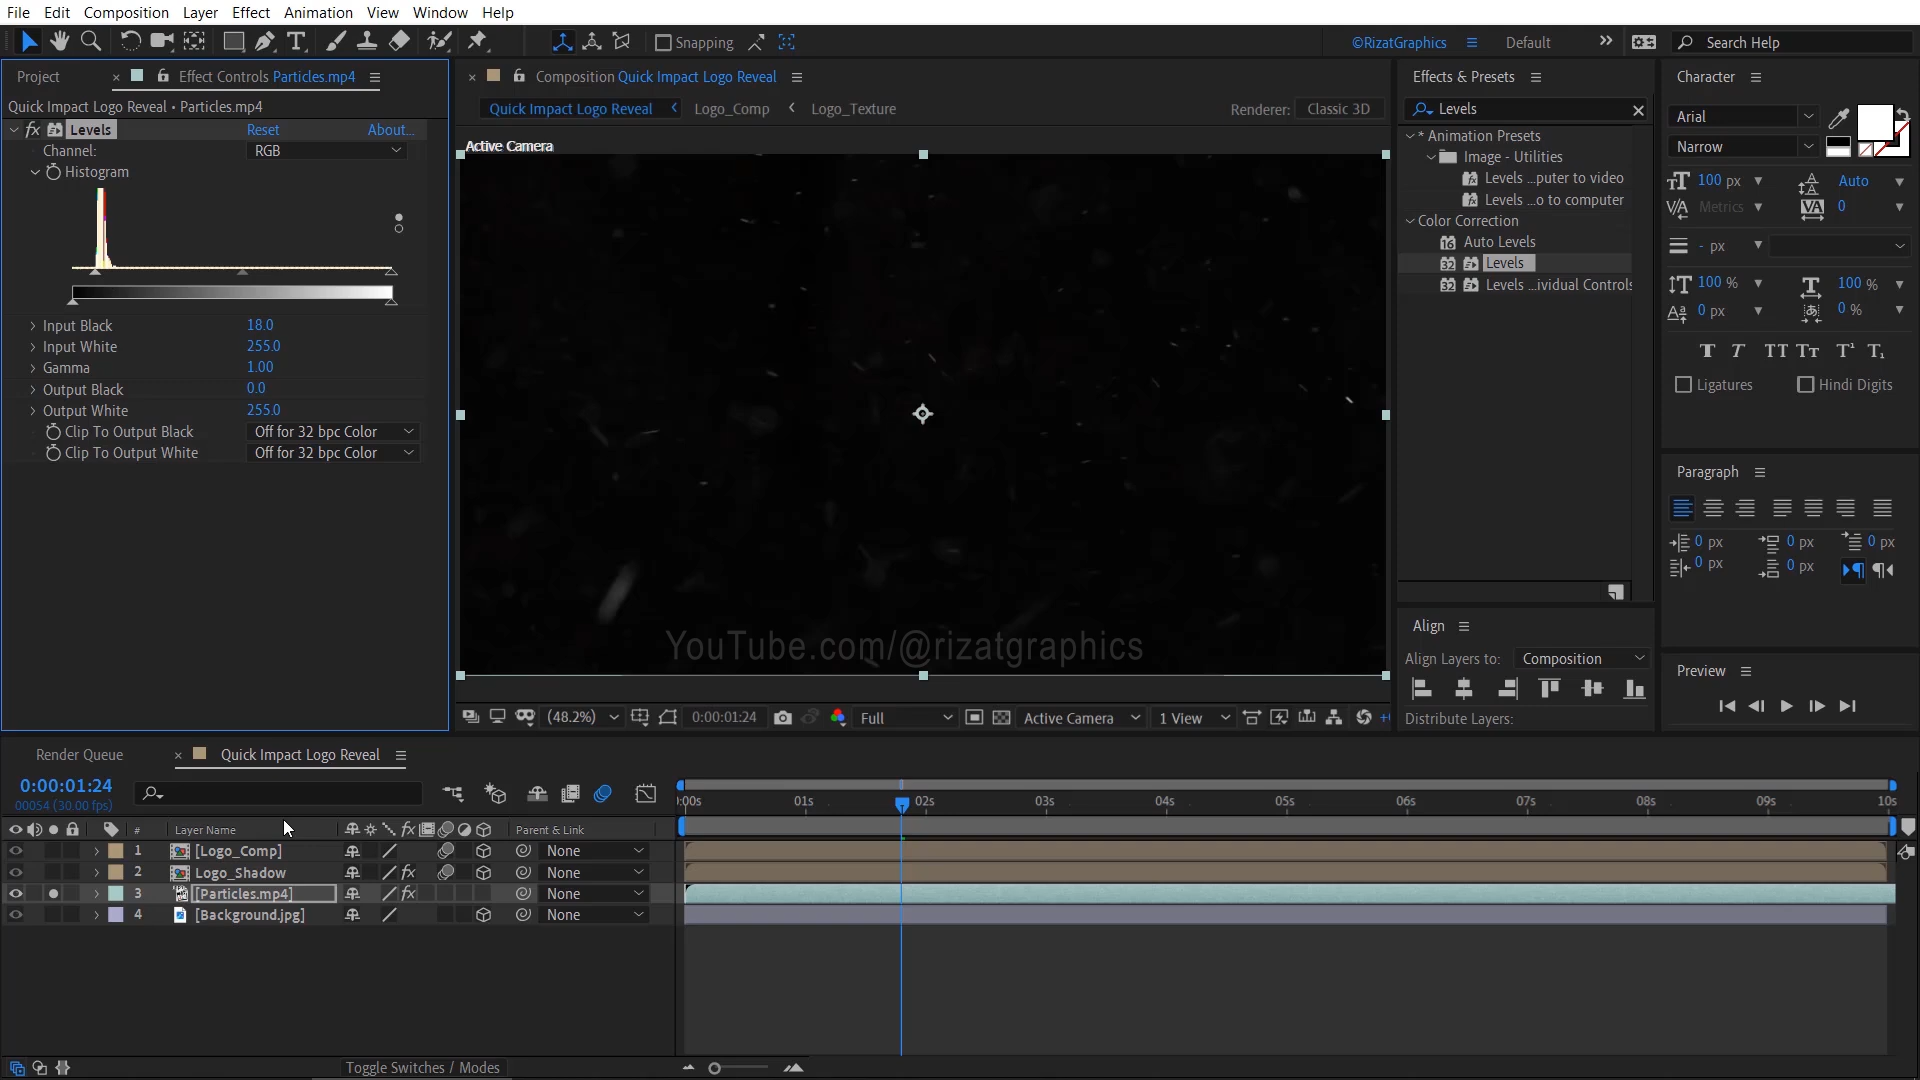 File Edit Composition Layer Effect Animation View Window Help
Snapping
©RizatGraphics Default Search Help
Project Effect Controls Particles.mp4
Quick Impact Logo Reveal • Particles.mp4
fx Levels Reset About...
Channel: RGB
Histogram
Input Black 18.0
Input White 255.0
Gamma 1.00
Output Black 0.0
Output White 255.0
Clip To Output Black Off for 32 bpc Color
Clip To Output White Off for 32 bpc Color
Composition Quick Impact Logo Reveal
Quick Impact Logo Reveal Logo_Comp Logo_Texture Renderer: Classic 3D
Active Camera
YouTube.com/@rizatgraphics
(48.2%) 0:00:01:24 Full Active Camera 1 View
Effects & Presets
Levels
* Animation Presets
Image - Utilities
Levels ...puter to video
Levels ...o to computer
Color Correction
16 Auto Levels
32 Levels
32 Levels ...ividual Controls
Align
Align Layers to: Composition
Distribute Layers:
Character
Arial
Narrow
100 px Auto
Metrics 0
- px
100 % 100 %
0 px 0 %
Ligatures Hindi Digits
Paragraph
0 px 0 px 0 px
0 px 0 px
Preview
Render Queue Quick Impact Logo Reveal
0:00:01:24
00054 (30.00 fps)
:00s 01s 02s 03s 04s 05s 06s 07s 08s 09s 10s
# Layer Name fx Parent & Link
1 [Logo_Comp] None
2 Logo_Shadow fx None
3 [Particles.mp4] fx None
4 [Background.jpg] None
Toggle Switches / Modes